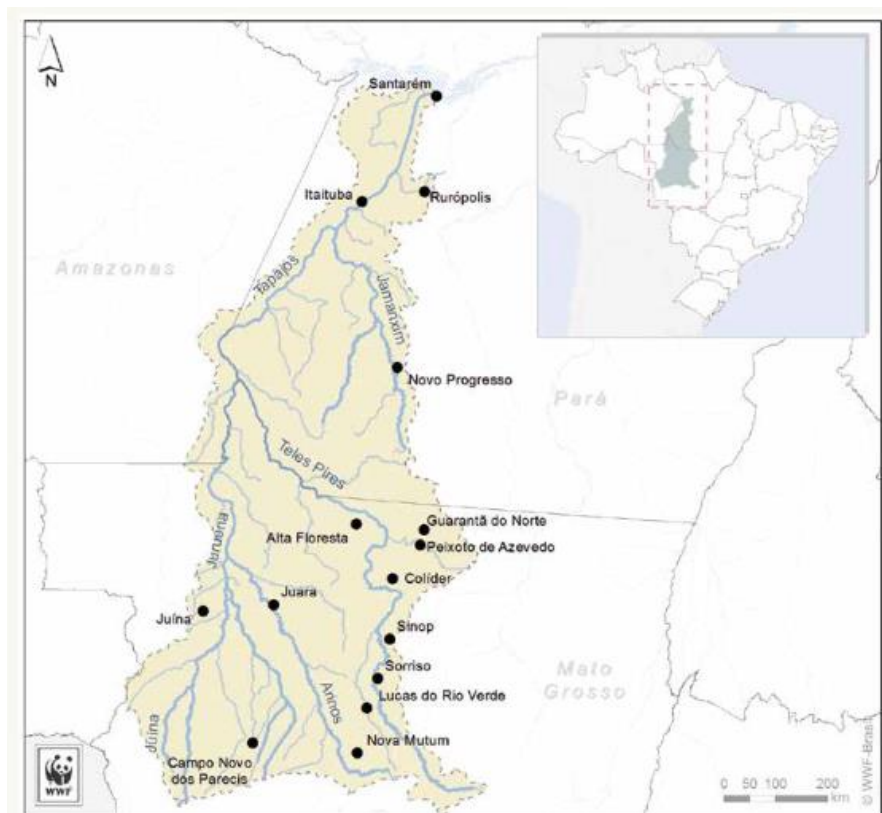 N
Santarém
Itaituba
Rurópolis
Amazonas
Tapajós
Jamanxim
Novo Progresso
Pará
Teles Pires
Guarantã do Norte
Alta Floresta
Peixoto de Azevedo
Juruena
Colíder
Juara
Juína
Sinop
Sorriso
Mato
Grosso
Lucas do Rio Verde
Arinos
Juína
Nova Mutum
Campo Novo
dos Parecis
WWF
0 50 100 200
km
© WWF-Brasil